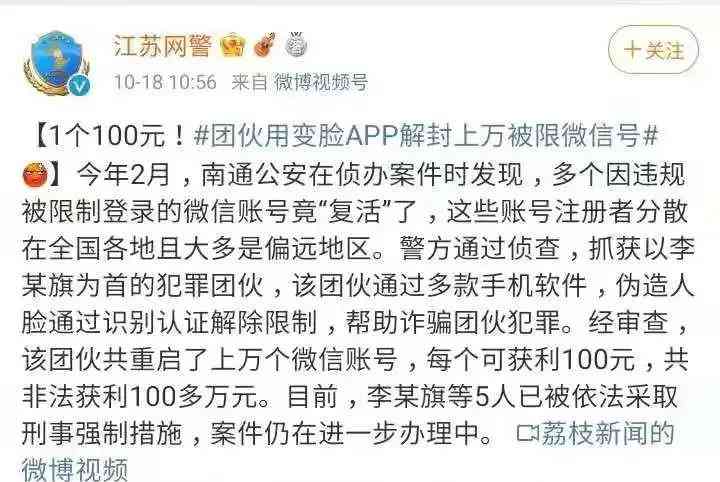 江苏网警
+关注
10-18 10:56 来自 微博视频号
【1个100元！#团伙用变脸APP解封上万被限微信号#
】今年2月，南通公安在侦办案件时发现，多个因违规
被限制登录的微信账号竟“复活”了，这些账号注册者分散
在全国各地且大多是偏远地区。警方通过侦查，抓获以李
某旗为首的犯罪团伙，该团伙通过多款手机软件，伪造人
脸通过识别认证解除限制，帮助诈骗团伙犯罪。经审查，
该团伙共重启了上万个微信账号，每个可获利100元，共
非法获利100多万元。目前，李某旗等5人已被依法采取
刑事强制措施，案件仍在进一步办理中。荔枝新闻的
微博视频